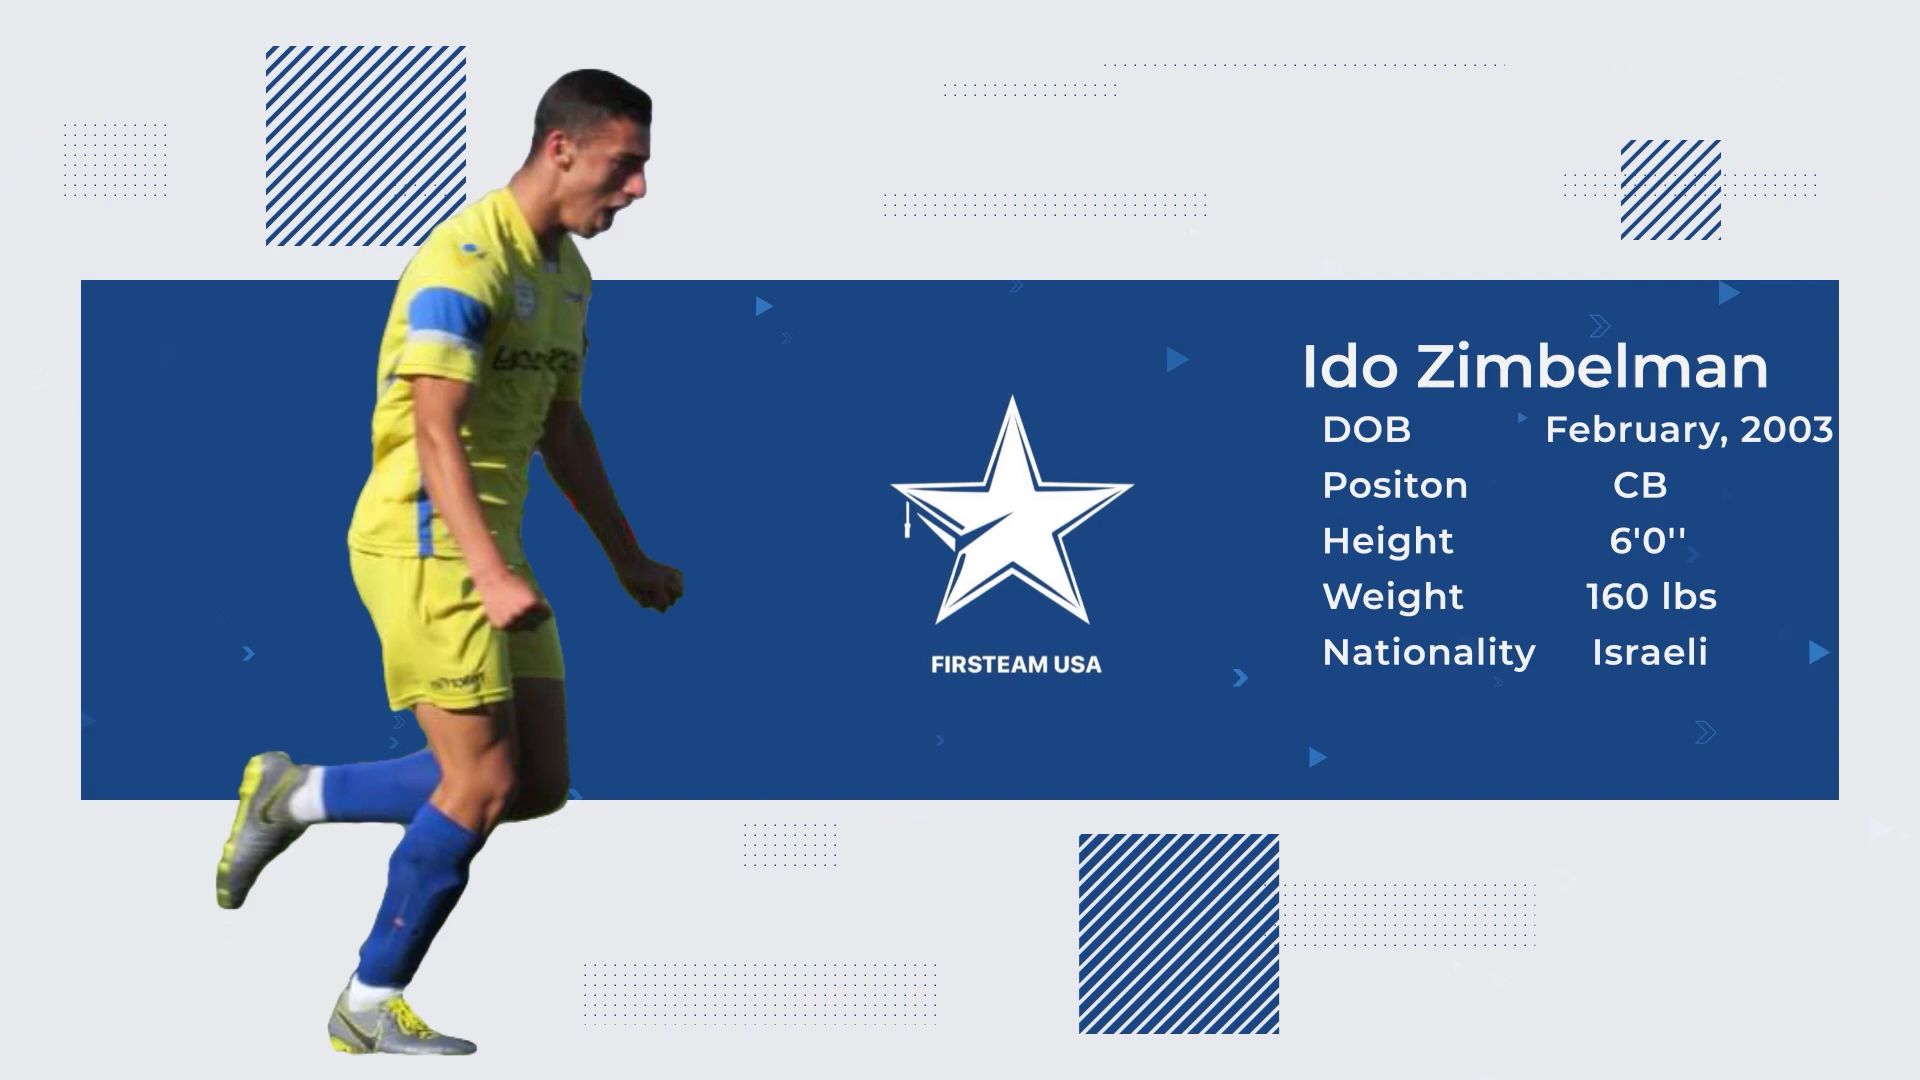 Ido Zimbelman
DOB February, 2003
Positon CB
Height 6'0''
Weight 160 lbs
Nationality Israeli
FIRSTEAM USA